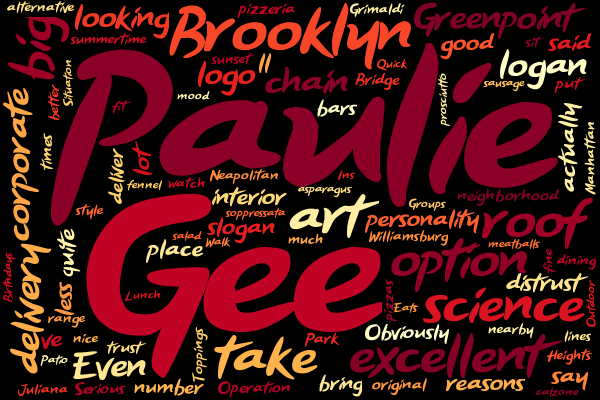 alternative
looking
summertime
big
Brooklyn
pizzeria
Grimaldi
Greenpoint
good
sit
said
Situation
better
logo
ll
sunset
chain
Quick
Bridge
logan
sausage
put
Paulie
fit
mood
bars
prosciutto
actually
Manhattan
corporate
times
deliver
lot
fennel
watch
Neapolitan
Ins
asparagus
neighborhood
style
interior
soppressata
slogan
art
Groups
personality
roof
Gee
quite
less
delivery
Birthdays
place
salad
Walk
much
Williamsburg
meatballs
option
fine
dining
distrust
Lunch
range
pizzas
Eats
science
Outdoor
ve
nice
trust
Patio
Even
Toppings
take
Park
Obviously
nearby
lines
excellent
Heights
Juliana
Serious
number
Operation
bring
original
reasons
say
calzone